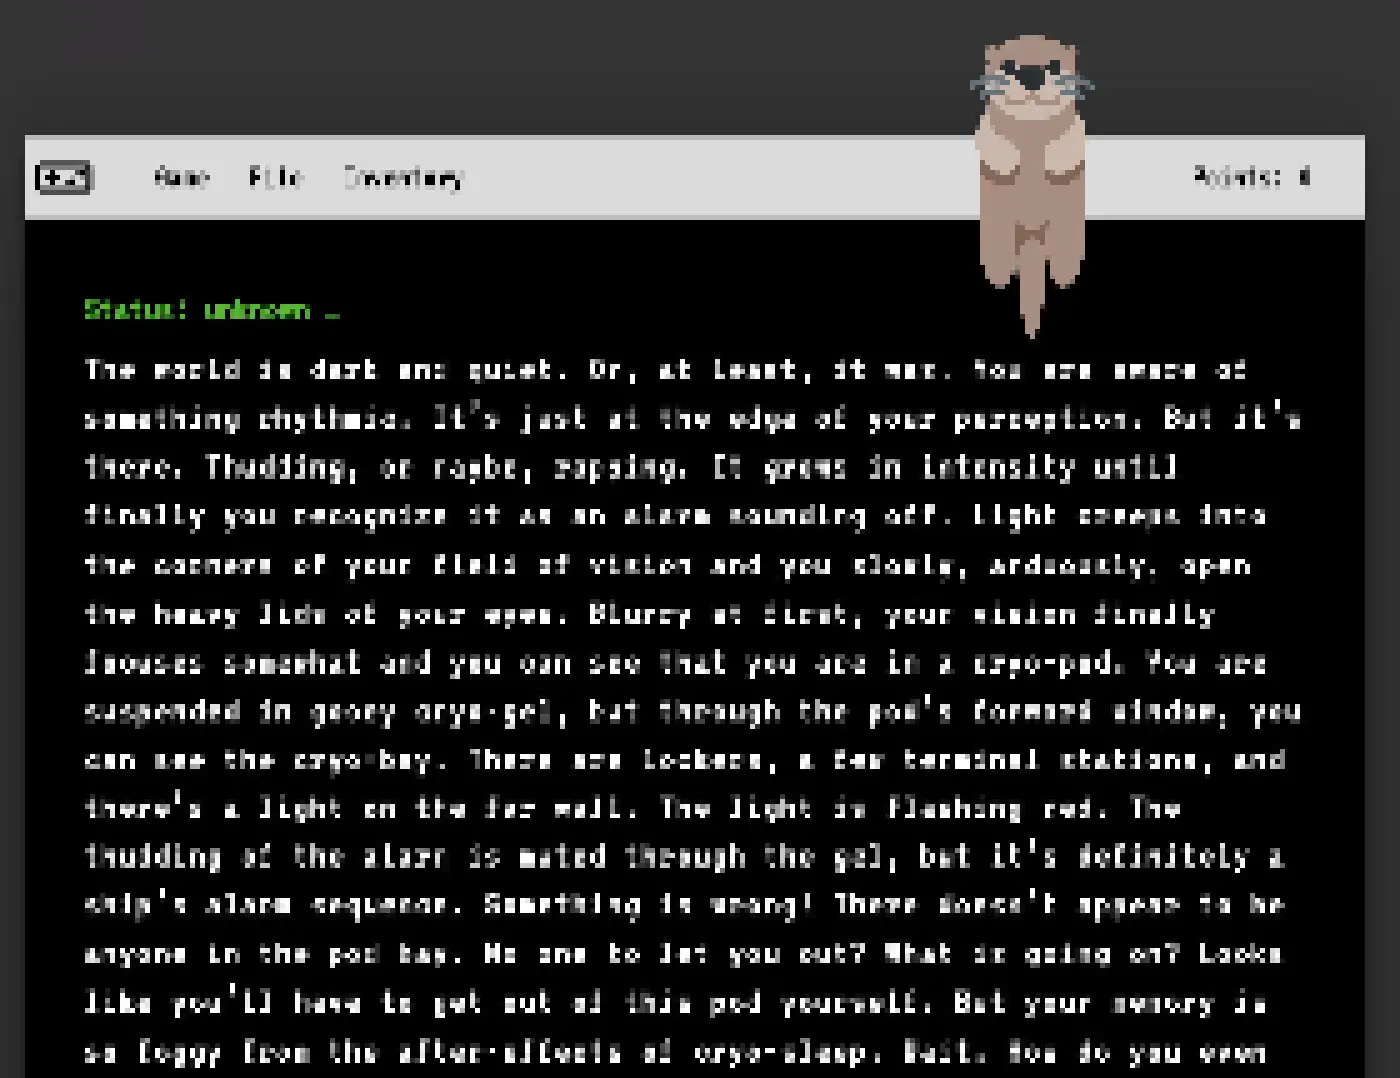 Game File Inventory Points: 0
Status: unknown …
The world is dark and quiet. Or, at least, it was. You are aware of
something rhythmic. It's just at the edge of your perception. But it's
there. Thudding, or maybe, rapping. It grows in intensity until
finally you recognize it as an alarm sounding off. Light creeps into
the corners of your field of vision and you slowly, arduously, open
the heavy lids of your eyes. Blurry at first, your vision finally
focuses somewhat and you can see that you are in a cryo-pod. You are
suspended in gooey cryo-gel, but through the pod's forward window, you
can see the cryo-bay. There are lockers, a few terminal stations, and
there's a light on the far wall. The light is flashing red. The
thudding of the alarm is muted through the gel, but it's definitely a
ship's alarm sequence. Something is wrong! There doesn't appear to be
anyone in the pod bay. No one to let you out? What is going on? Looks
like you'll have to get out of this pod yourself. But your memory is
so foggy from the after-effects of cryo-sleep. Wait. How do you even